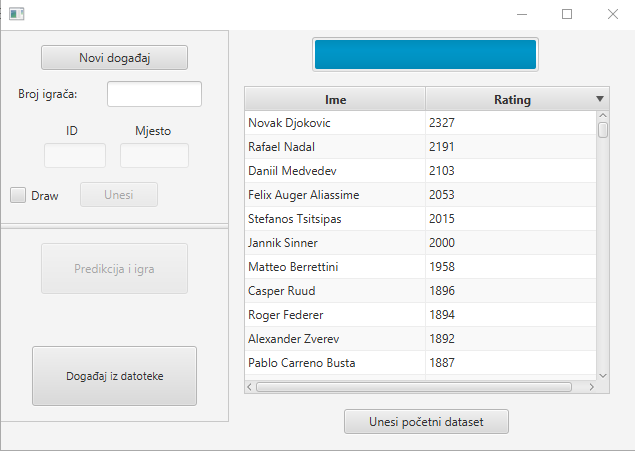 Novi događaj
Broj igrača:
ID Mjesto
Draw Unesi
Predikcija i igra
Događaj iz datoteke
Ime Rating
Novak Djokovic 2327
Rafael Nadal 2191
Daniil Medvedev 2103
Felix Auger Aliassime 2053
Stefanos Tsitsipas 2015
Jannik Sinner 2000
Matteo Berrettini 1958
Casper Ruud 1896
Roger Federer 1894
Alexander Zverev 1892
Pablo Carreno Busta 1887
Unesi početni dataset